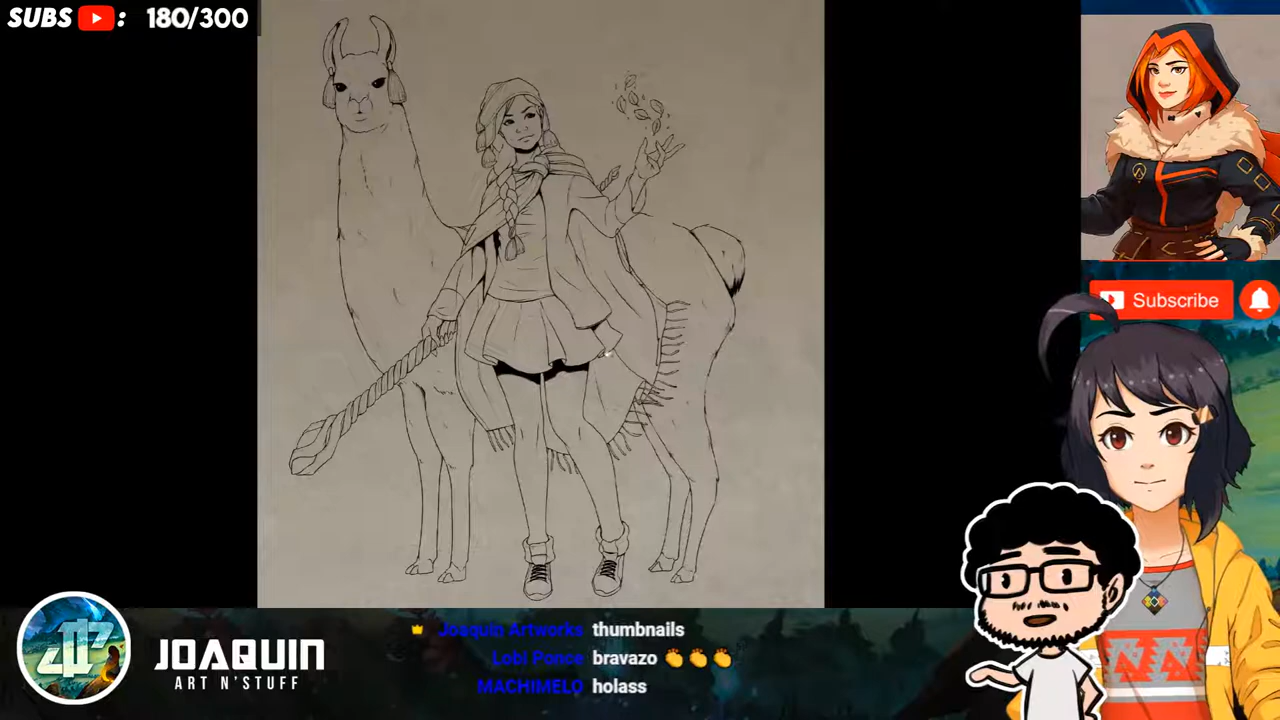 SUBS : 180/300
Subscribe
JOAQUIN
ART N'STUFF
Joaquin Artworks thumbnails
Lobi Ponce bravazo 👏👏👏
MACHIMELO holass